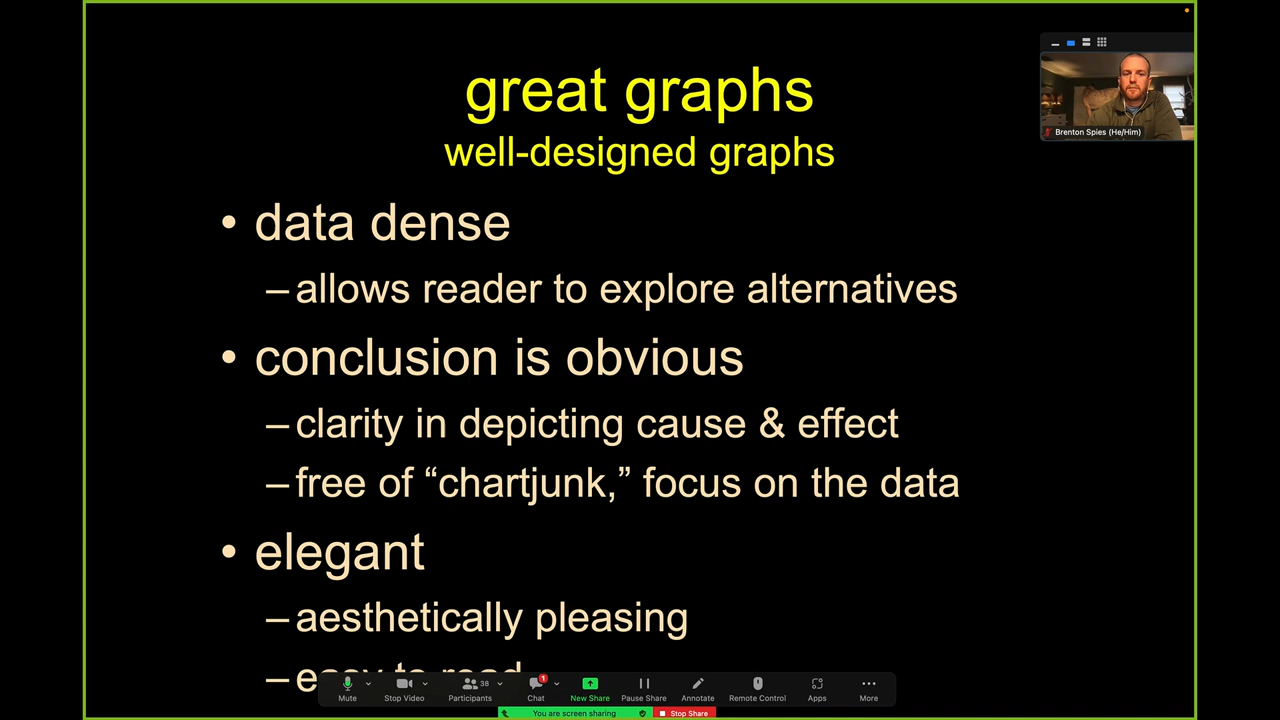 great graphs
well-designed graphs
• data dense
– allows reader to explore alternatives
• conclusion is obvious
– clarity in depicting cause & effect
– free of “chartjunk,” focus on the data
• elegant
– aesthetically pleasing
– easy to read
Brenton Spies (He/Him)
Mute
Stop Video
Participants
38
Chat
1
New Share
Pause Share
Annotate
Remote Control
Apps
More
You are screen sharing
Stop Share